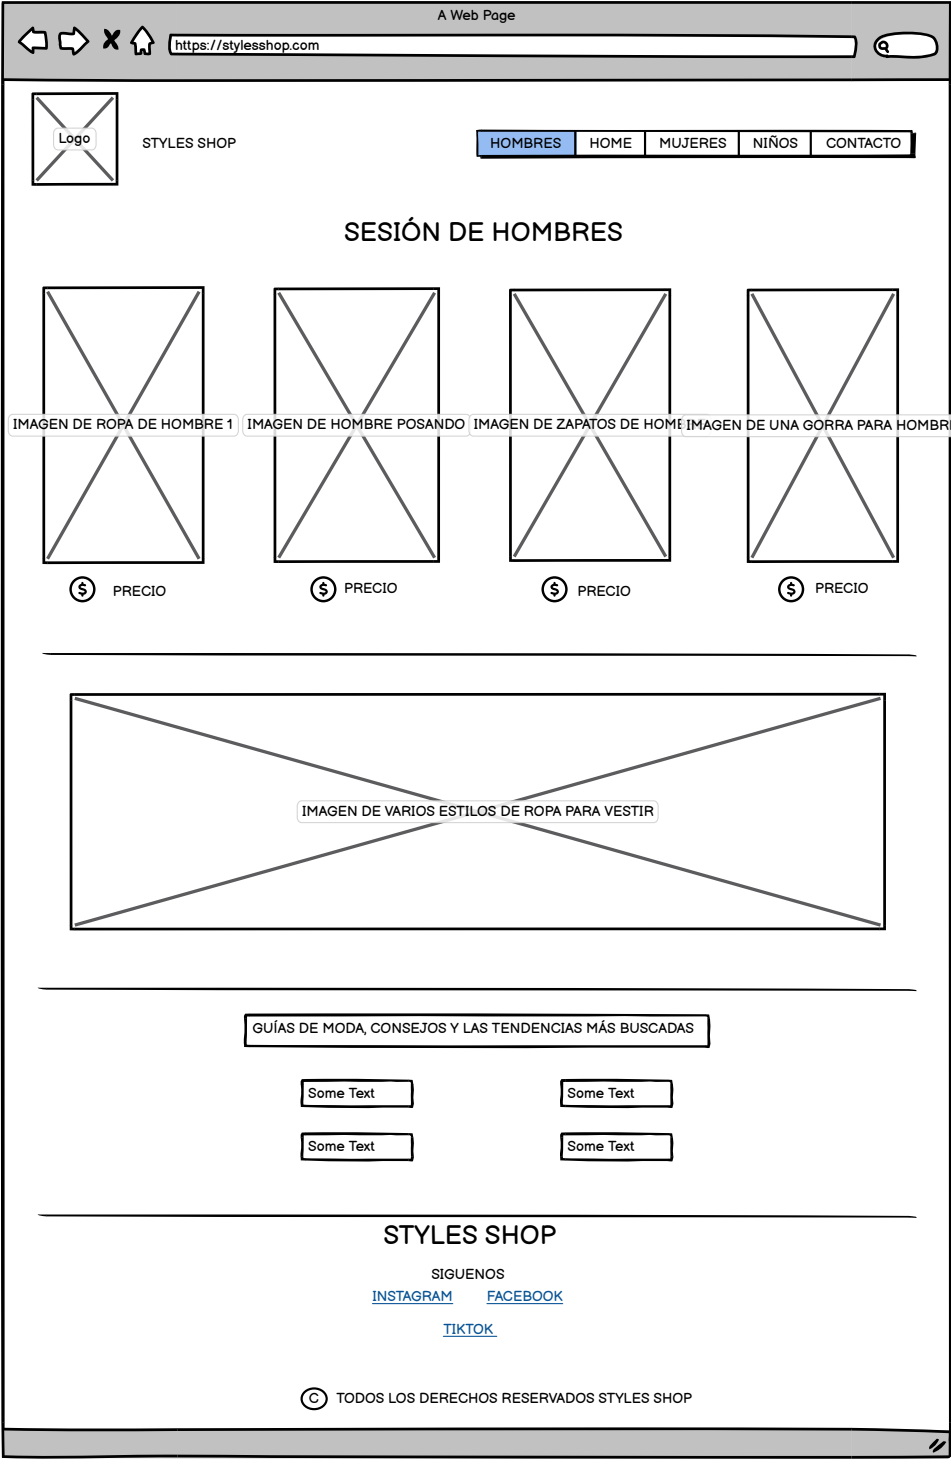 A Web Page
https://stylesshop.com
Logo
STYLES SHOP
HOMBRES HOME MUJERES NIÑOS CONTACTO
SESIÓN DE HOMBRES
IMAGEN DE ROPA DE HOMBRE 1
IMAGEN DE HOMBRE POSANDO
IMAGEN DE ZAPATOS DE
IMAGEN DE UNA GORRA PARA
$ PRECIO
$ PRECIO
$ PRECIO
$ PRECIO
IMAGEN DE VARIOS ESTILOS DE ROPA PARA VESTIR
GUÍAS DE MODA, CONSEJOS Y LAS TENDENCIAS MÁS BUSCADAS
Some Text
Some Text
Some Text
Some Text
STYLES SHOP
SIGUENOS
INSTAGRAM FACEBOOK
TIKTOK
© TODOS LOS DERECHOS RESERVADOS STYLES SHOP